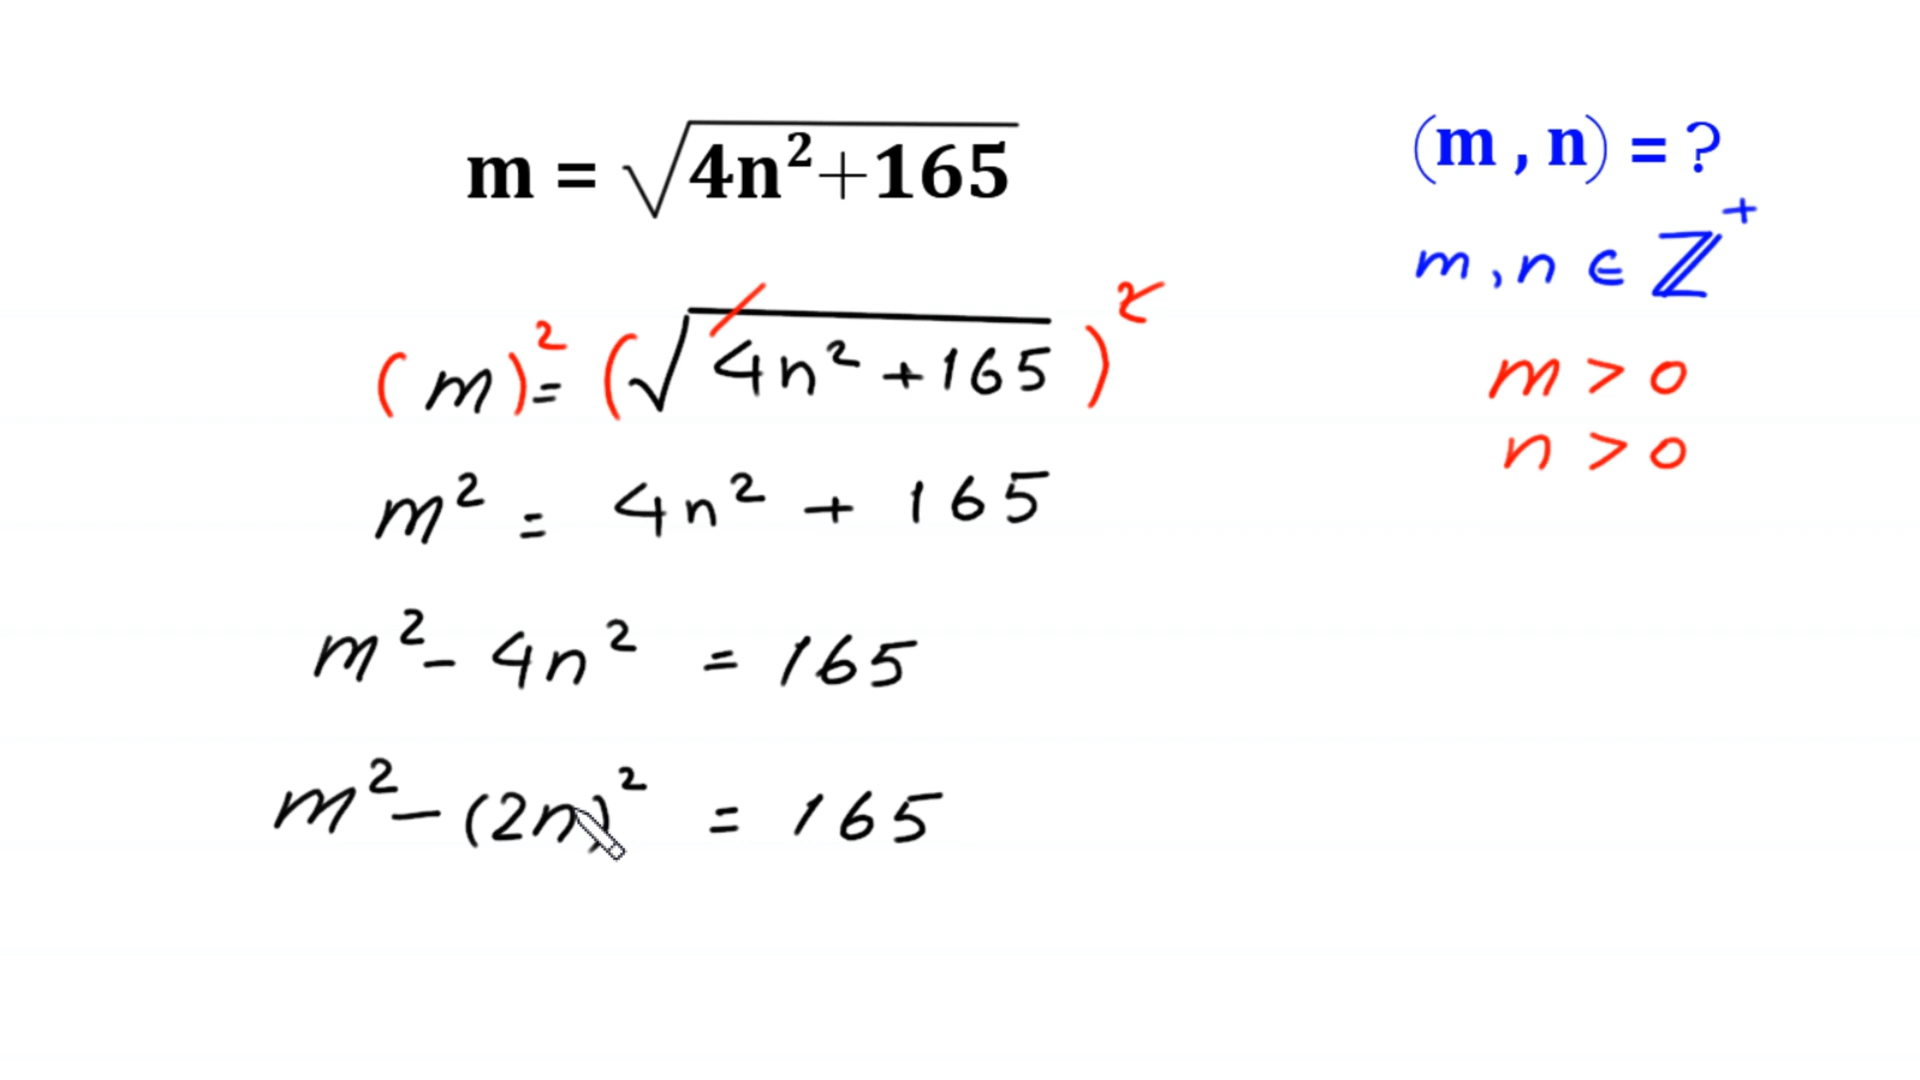 m = √4n²+165
(m , n) = ?
m , n ∈ ℤ⁺
m > 0
n > 0
(m)² = (√4n² + 165)²
m² = 4n² + 165
m² - 4n² = 165
m² - (2n)² = 165